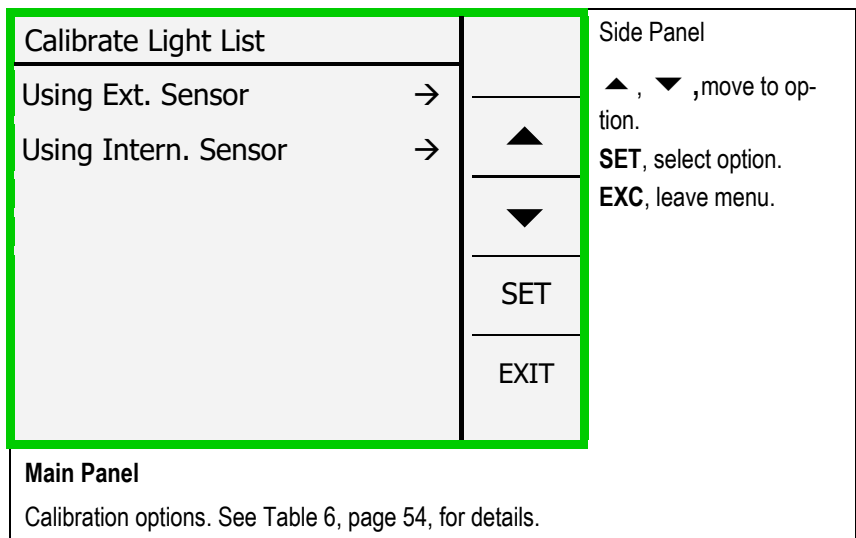 Calibrate Light List
Using Ext. Sensor →
Using Intern. Sensor →
▲
▼
SET
EXIT
Side Panel
▲ , ▼ ,move to op-
tion.
SET, select option.
EXC, leave menu.
Main Panel
Calibration options. See Table 6, page 54, for details.